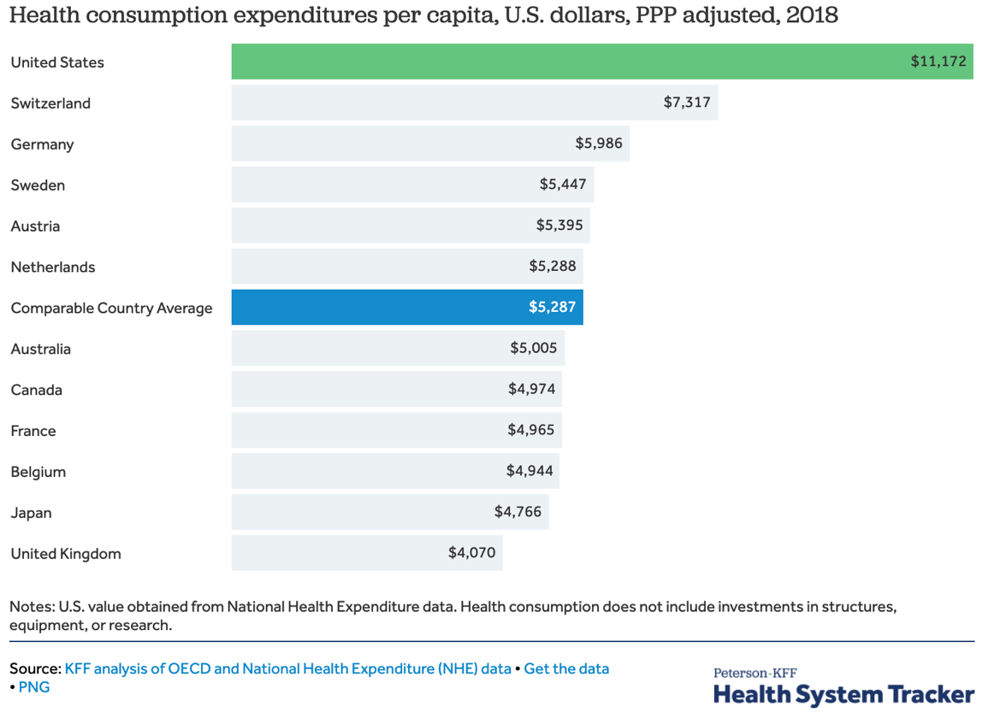 Health consumption expenditures per capita, U.S. dollars, PPP adjusted, 2018
United States $11,172
Switzerland $7,317
Germany $5,986
Sweden $5,447
Austria $5,395
Netherlands $5,288
Comparable Country Average $5,287
Australia $5,005
Canada $4,974
France $4,965
Belgium $4,944
Japan $4,766
United Kingdom $4,070
Notes: U.S. value obtained from National Health Expenditure data. Health consumption does not include investments in structures,
equipment, or research.
Source: KFF analysis of OECD and National Health Expenditure (NHE) data • Get the data
• PNG
Peterson-KFF
Health System Tracker